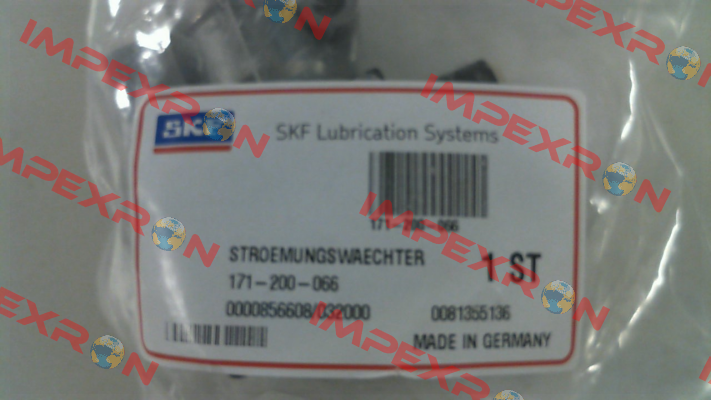 SKF
SKF Lubrication Systems
171-200-066
STROEMUNGSWAECHTER
1 ST
171-200-066
0000856608/032000
0081355136
MADE IN GERMANY
IMPEXRON
IMPEXRON
IMPEXRON
IMPEXRON
IMPEXRON
IMPEXRON
IMPEXRON